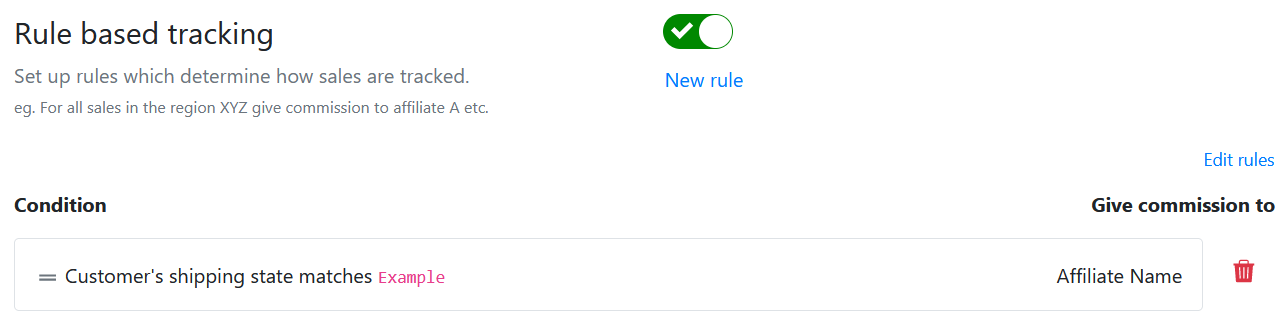 Rule based tracking
Set up rules which determine how sales are tracked.
New rule
eg. For all sales in the region XYZ give commission to affiliate A etc.
Edit rules
Condition Give commission to
Customer's shipping state matches Example Affiliate Name